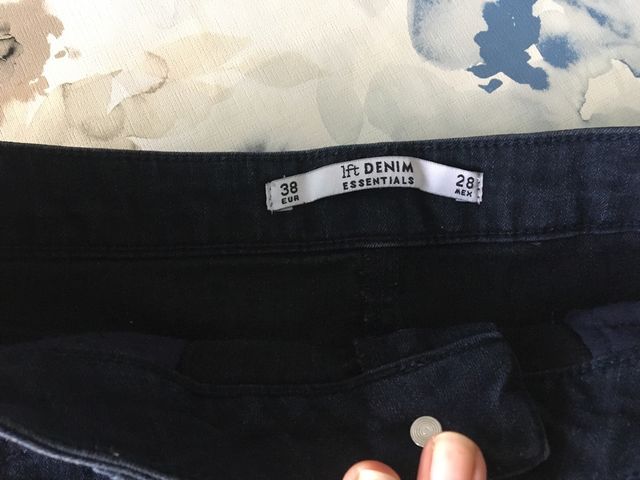 38
EUR
lft DENIM
ESSENTIALS
28
MEX